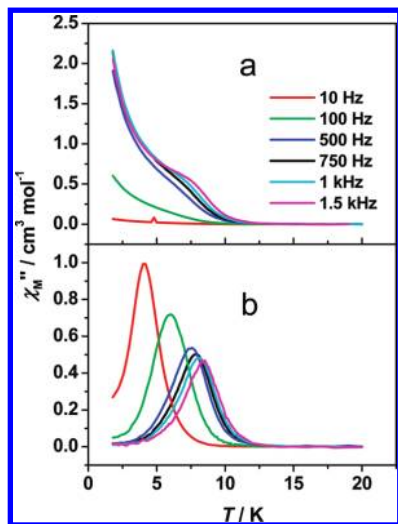 a
10 Hz
100 Hz
500 Hz
750 Hz
1 kHz
1.5 kHz
2.5
2.0
1.5
1.0
0.5
0.0
χM'' / cm³ mol⁻¹
b
1.0
0.8
0.6
0.4
0.2
0.0
0 5 10 15 20
T / K